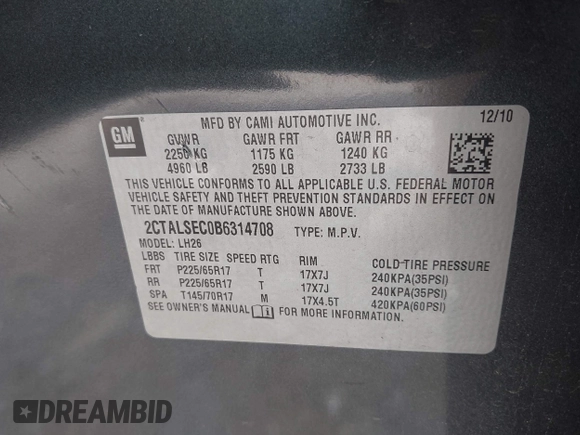 GM
MFD BY CAMI AUTOMOTIVE INC. 12/10
GVWR GAWR FRT GAWR RR
2250 KG 1175 KG 1240 KG
4960 LB 2590 LB 2733 LB
THIS VEHICLE CONFORMS TO ALL APPLICABLE U.S. FEDERAL MOTOR
VEHICLE SAFETY AND THEFT PREVENTION STANDARDS IN EFFECT ON
THE DATE OF MANUFACTURE SHOWN ABOVE.
2CTALSEC0B6314708 TYPE: M.P.V.
MODEL: LH26
LBBS TIRE SIZE SPEED RTG RIM COLD TIRE PRESSURE
FRT P225/65R17 T 17X7J 240KPA(35PSI)
RR P225/65R17 T 17X7J 240KPA(35PSI)
SPA T145/70R17 M 17X4.5T 420KPA(60PSI)
SEE OWNER'S MANUAL FOR MORE INFORMATION
DREAMBID